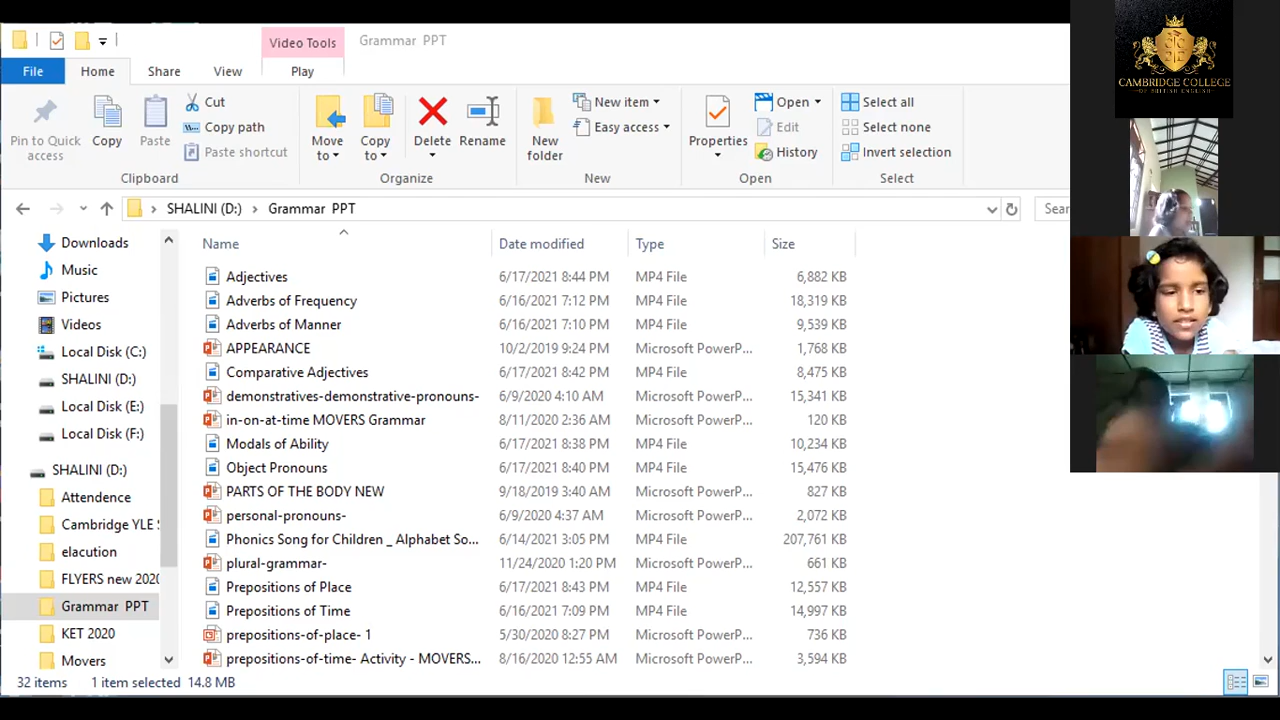 Video Tools Grammar PPT
File Home Share View Play
Pin to Quick access
Copy
Paste
Cut
Copy path
Paste shortcut
Clipboard
Move to
Copy to
Delete
Rename
Organize
New folder
New item
Easy access
New
Properties
Open
Edit
History
Open
Select all
Select none
Invert selection
Select
SHALINI (D:) Grammar PPT
Sear
Downloads
Music
Pictures
Videos
Local Disk (C:)
SHALINI (D:)
Local Disk (E:)
Local Disk (F:)
SHALINI (D:)
Attendence
Cambridge YLE S
elacution
FLYERS new 2020
Grammar PPT
KET 2020
Movers
Name Date modified Type Size
Adjectives 6/17/2021 8:44 PM MP4 File 6,882 KB
Adverbs of Frequency 6/16/2021 7:12 PM MP4 File 18,319 KB
Adverbs of Manner 6/16/2021 7:10 PM MP4 File 9,539 KB
APPEARANCE 10/2/2019 9:24 PM Microsoft PowerP... 1,768 KB
Comparative Adjectives 6/17/2021 8:42 PM MP4 File 8,475 KB
demonstratives-demonstrative-pronouns- 6/9/2020 4:10 AM Microsoft PowerP... 15,341 KB
in-on-at-time MOVERS Grammar 8/11/2020 2:36 AM Microsoft PowerP... 120 KB
Modals of Ability 6/17/2021 8:38 PM MP4 File 10,234 KB
Object Pronouns 6/17/2021 8:40 PM MP4 File 15,476 KB
PARTS OF THE BODY NEW 9/18/2019 3:40 AM Microsoft PowerP... 827 KB
personal-pronouns- 6/9/2020 4:37 AM Microsoft PowerP... 2,072 KB
Phonics Song for Children _ Alphabet So... 6/14/2021 3:05 PM MP4 File 207,761 KB
plural-grammar- 11/24/2020 1:20 PM Microsoft PowerP... 661 KB
Prepositions of Place 6/17/2021 8:43 PM MP4 File 12,557 KB
Prepositions of Time 6/16/2021 7:09 PM MP4 File 14,997 KB
prepositions-of-place- 1 5/30/2020 8:27 PM Microsoft PowerP... 736 KB
prepositions-of-time- Activity - MOVERS... 8/16/2020 12:55 AM Microsoft PowerP... 3,594 KB
32 items 1 item selected 14.8 MB
CAMBRIDGE COLLEGE
OF BRITISH ENGLISH